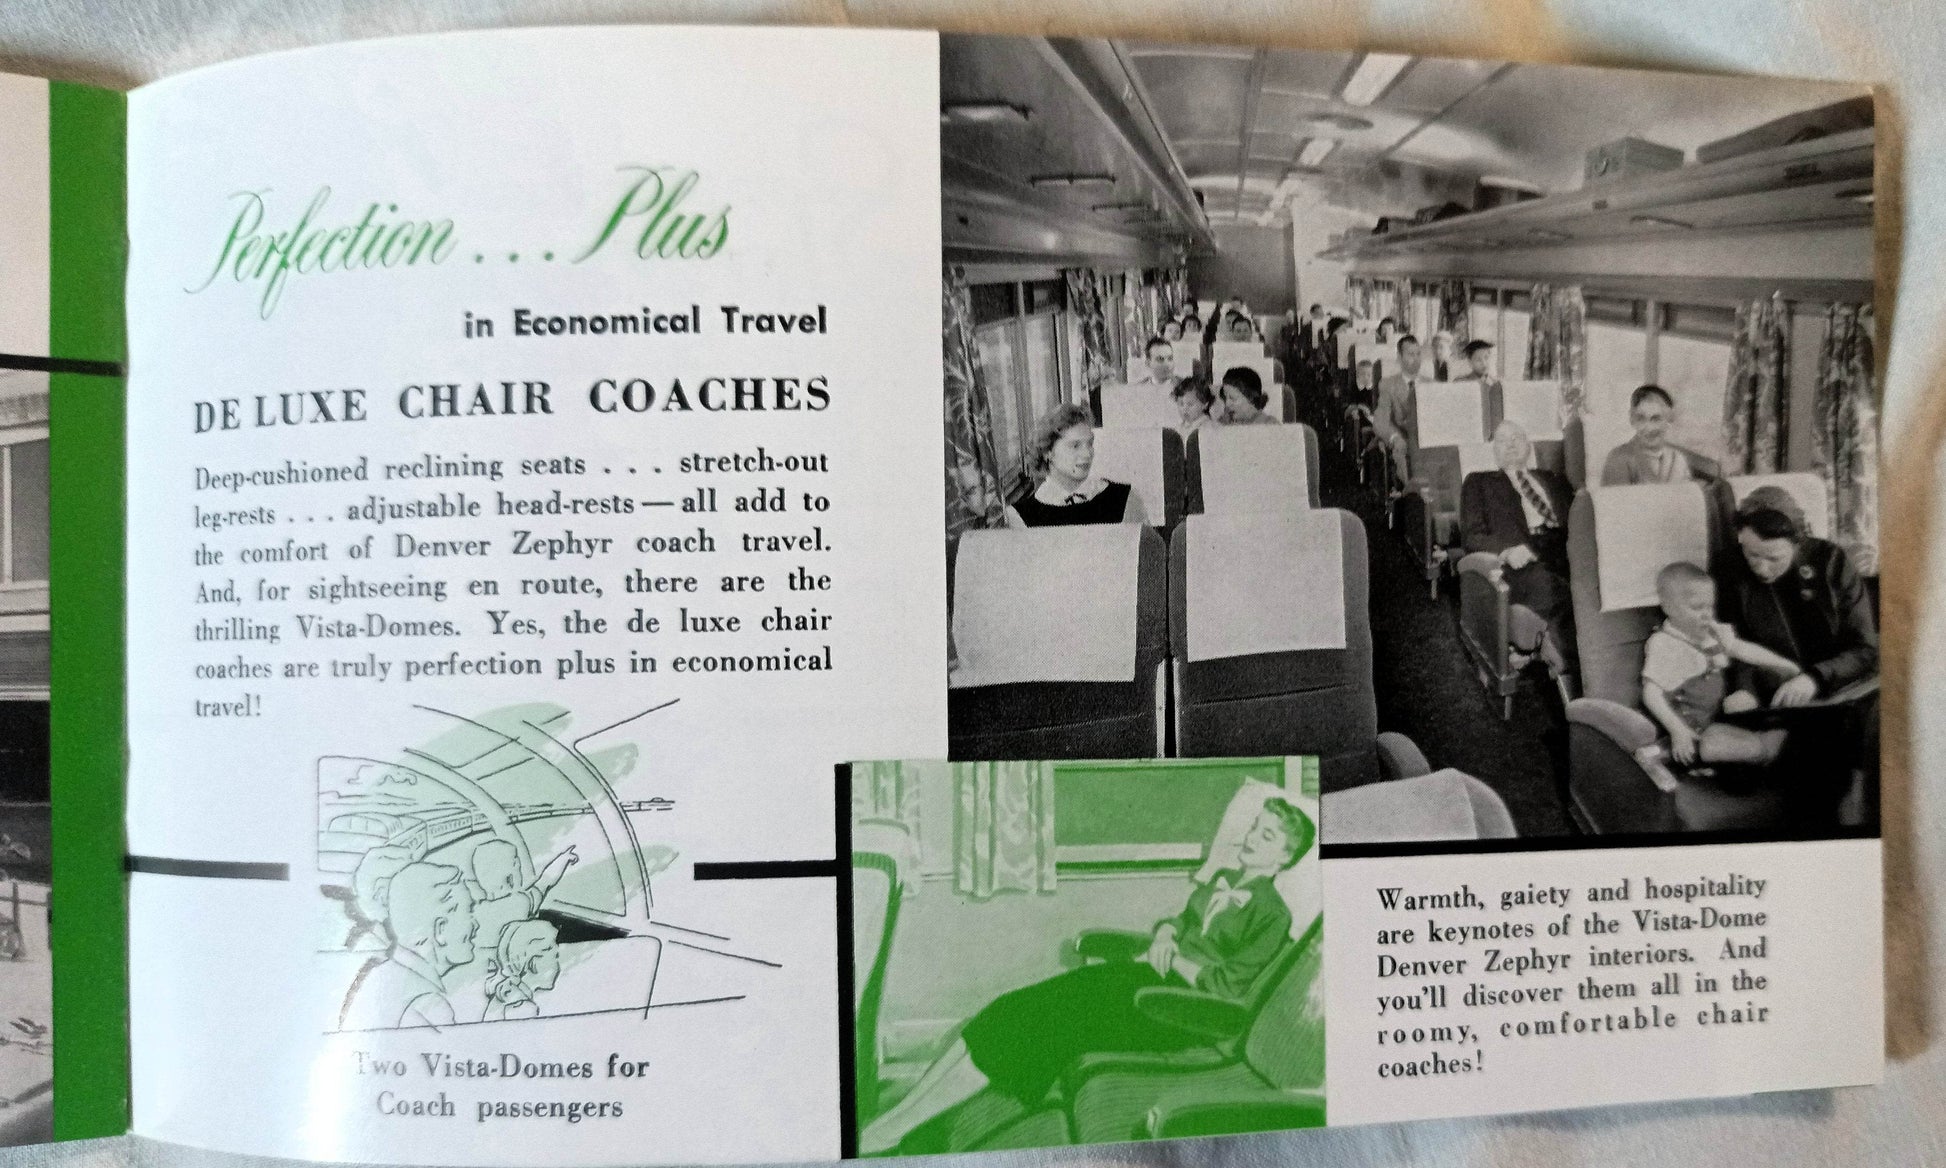 Perfection . . . Plus
in Economical Travel
DE LUXE CHAIR COACHES
Deep-cushioned reclining seats . . . stretch-out
leg-rests . . . adjustable head-rests — all add to
the comfort of Denver Zephyr coach travel.
And, for sightseeing en route, there are the
thrilling Vista-Domes. Yes, the de luxe chair
coaches are truly perfection plus in economical
travel!
Two Vista-Domes for
Coach passengers
Warmth, gaiety and hospitality
are keynotes of the Vista-Dome
Denver Zephyr interiors. And
you'll discover them all in the
roomy, comfortable chair
coaches!